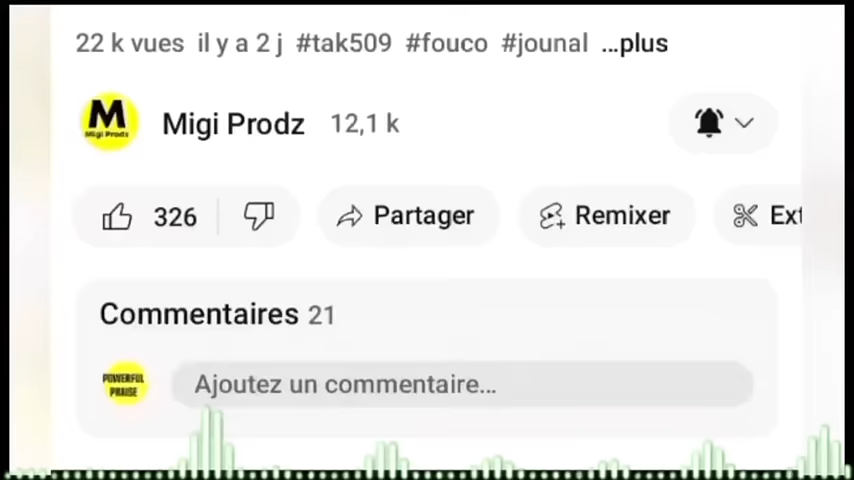 22 k vues il y a 2 j #tak509 #fouco #jounal ...plus
M
Migi Prodz
Migi Prodz 12,1 k
326 Partager Remixer Ext
Commentaires 21
POWERFUL
PRAISE
Ajoutez un commentaire...